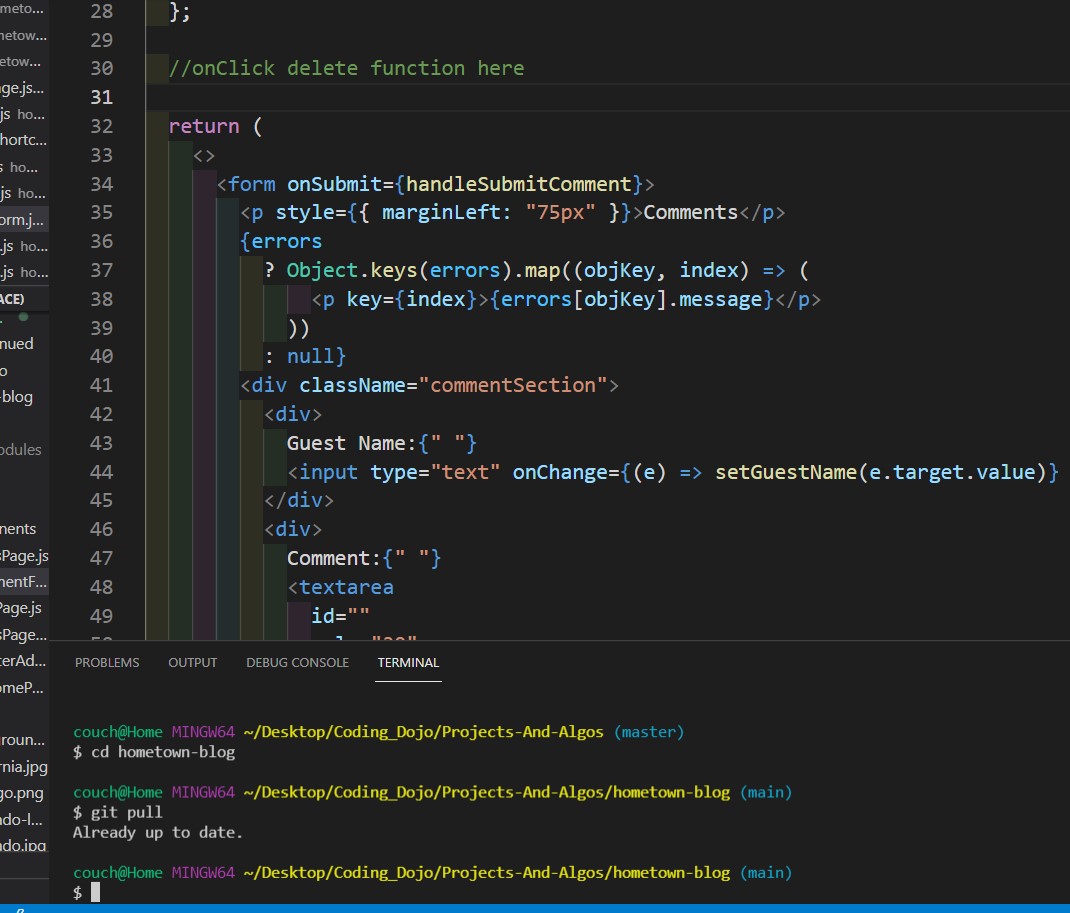 meto...
metow...
etow...
ge.js...
js ho...
hortc...
s ho...
js ho...
orm.j...
.js ho...
.js ho...
ACE)
nued
o
-blog
odules
nents
sPage.js
mentF...
Page.js
sPage...
terAd...
omeP...
groun...
rnia.jpg
go.png
ndo-l...
ndo.jpg
28 };
29
30 //onClick delete function here
31
32 return (
33 <>
34 <form onSubmit={handleSubmitComment}>
35 <p style={{ marginLeft: "75px" }}>Comments</p>
36 {errors
37 ? Object.keys(errors).map((objKey, index) => (
38 <p key={index}>{errors[objKey].message}</p>
39 ))
40 : null}
41 <div className="commentSection">
42 <div>
43 Guest Name:{" "}
44 <input type="text" onChange={(e) => setGuestName(e.target.value)}
45 </div>
46 <div>
47 Comment:{" "}
48 <textarea
49 id=""
PROBLEMS OUTPUT DEBUG CONSOLE TERMINAL
couch@Home MINGW64 ~/Desktop/Coding_Dojo/Projects-And-Algos (master)
$ cd hometown-blog
couch@Home MINGW64 ~/Desktop/Coding_Dojo/Projects-And-Algos/hometown-blog (main)
$ git pull
Already up to date.
couch@Home MINGW64 ~/Desktop/Coding_Dojo/Projects-And-Algos/hometown-blog (main)
$